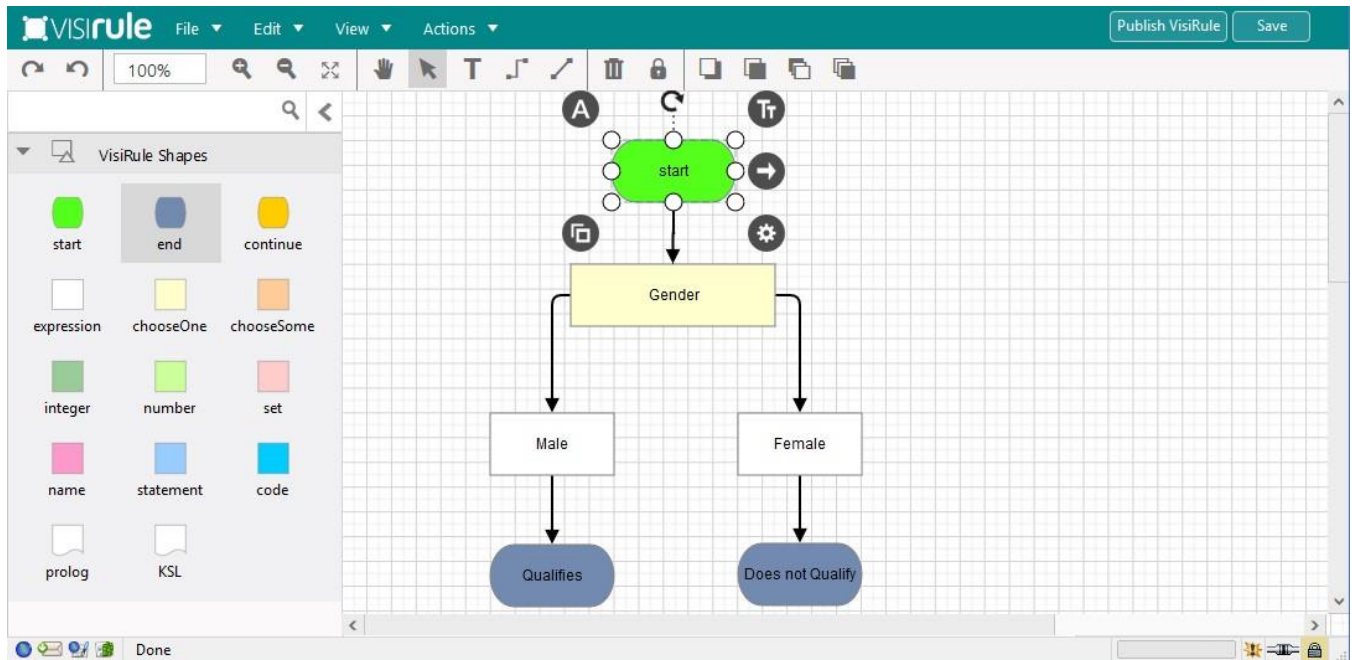 VISIrule File Edit View Actions Publish VisiRule Save
100% T
A Tr
VisiRule Shapes
start
end
continue
expression
chooseOne
chooseSome
integer
number
set
name
statement
code
prolog
KSL
start
Gender
Male
Female
Qualifies
Does not Qualify
Done